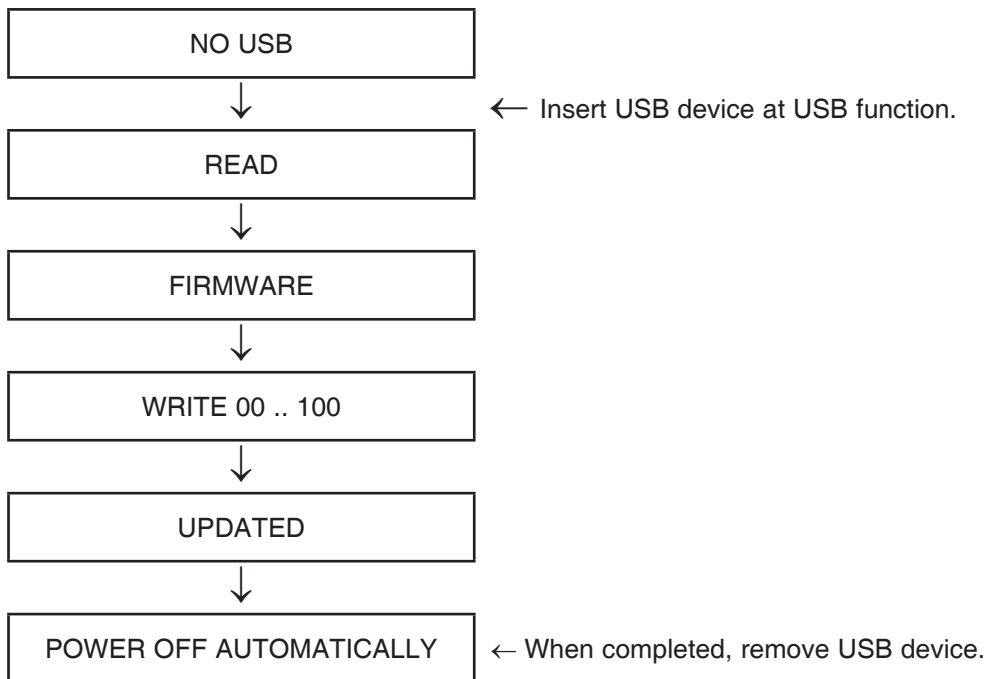 NO USB
← Insert USB device at USB function.
READ
FIRMWARE
WRITE 00 .. 100
UPDATED
POWER OFF AUTOMATICALLY
← When completed, remove USB device.